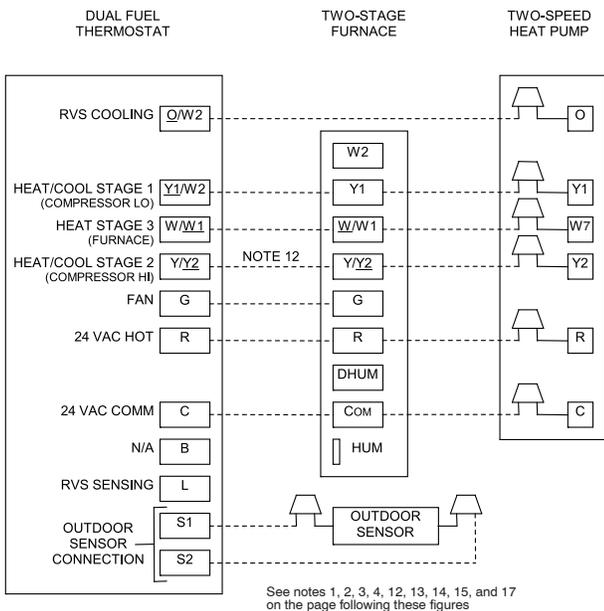 DUAL FUEL
THERMOSTAT
TWO-STAGE
FURNACE
TWO-SPEED
HEAT PUMP
RVS COOLING O/W2 O
W2
HEAT/COOL STAGE 1 Y1/W2 Y1 Y1
(COMPRESSOR LO)
HEAT STAGE 3 W/W1 W/W1 W7
(FURNACE)
HEAT/COOL STAGE 2 Y/Y2 NOTE 12 Y/Y2 Y2
(COMPRESSOR HI)
FAN G G
24 VAC HOT R R R
DHUM
24 VAC COMM C COM C
N/A B HUM
RVS SENSING L
OUTDOOR
SENSOR
CONNECTION
S1
S2
OUTDOOR
SENSOR
See notes 1, 2, 3, 4, 12, 13, 14, 15, and 17
on the page following these figures